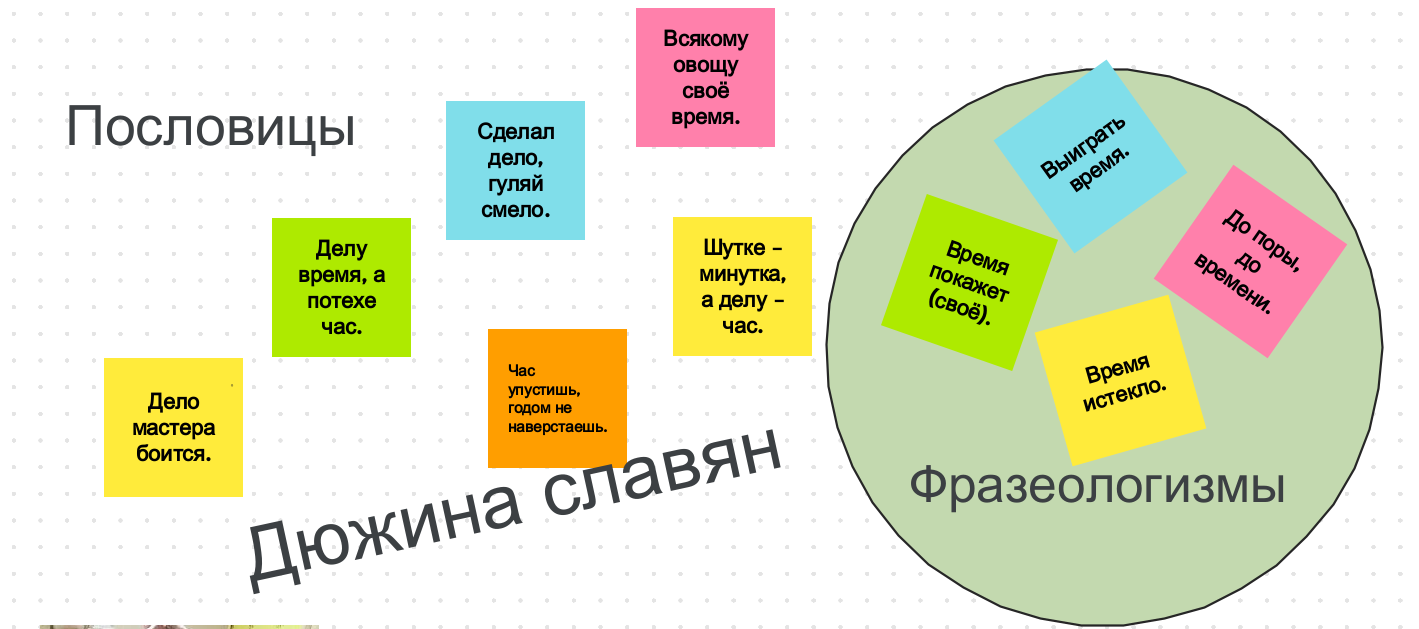 Пословицы
Всякому
овощу
своё
время.
Сделал
дело,
гуляй
смело.
Делу
время, а
потехе
час.
Шутке –
минутка,
а делу –
час.
Дело
мастера
боится.
Час
упустишь,
годом не
наверстаешь.
Дюжина славян
Выиграть
время.
До поры,
до
времени.
Время
покажет
(своё).
Время
истекло.
Фразеологизмы